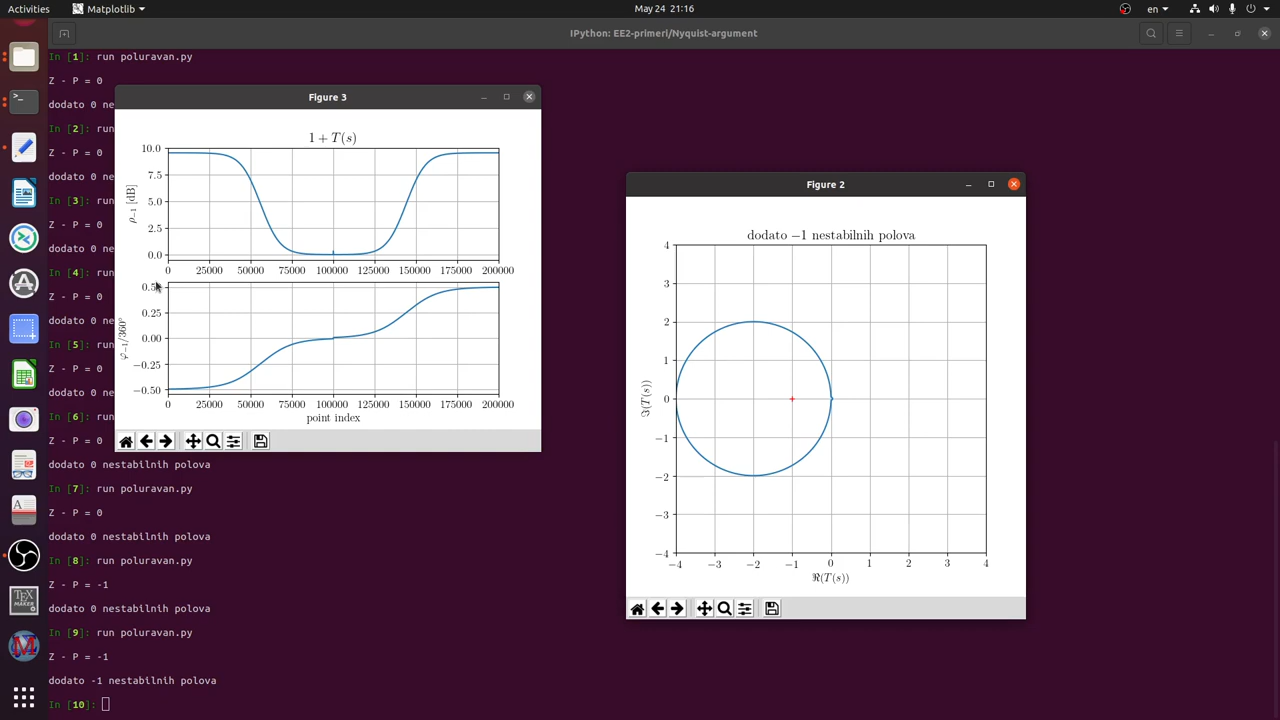 Activities
Matplotlib
May 24 21:16
en
IPython: EE2-primeri/Nyquist-argument
In [1]: run poluravan.py
Z - P = 0
dodato 0 ne
In [2]: run
Z - P = 0
dodato 0 ne
In [3]: run
Z - P = 0
dodato 0 ne
In [4]: run
Z - P = 0
dodato 0 ne
In [5]: run
Z - P = 0
dodato 0 ne
In [6]: run
Z - P = 0
dodato 0 nestabilnih polova
In [7]: run poluravan.py
Z - P = 0
dodato 0 nestabilnih polova
In [8]: run poluravan.py
Z - P = -1
dodato 0 nestabilnih polova
In [9]: run poluravan.py
Z - P = -1
dodato -1 nestabilnih polova
In [10]:
Figure 3
1 + T(s)
ρ−1 [dB]
10.0
7.5
5.0
2.5
0.0
0 25000 50000 75000 100000 125000 150000 175000 200000
φ−1/360°
0.25
0.00
−0.25
−0.50
0 25000 50000 75000 100000 125000 150000 175000 200000
point index
Figure 2
dodato −1 nestabilnih polova
ℑ(T(s))
4
3
2
1
0
−1
−2
−3
−4
−4 −3 −2 −1 0 1 2 3 4
ℜ(T(s))